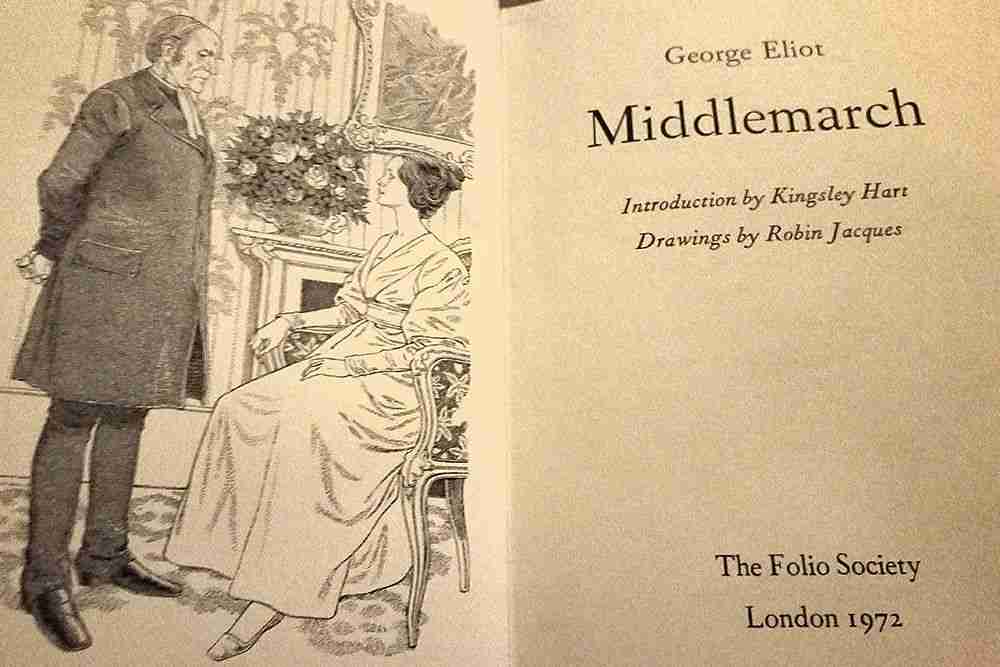 George Eliot
Middlemarch
Introduction by Kingsley Hart
Drawings by Robin Jacques
The Folio Society
London 1972